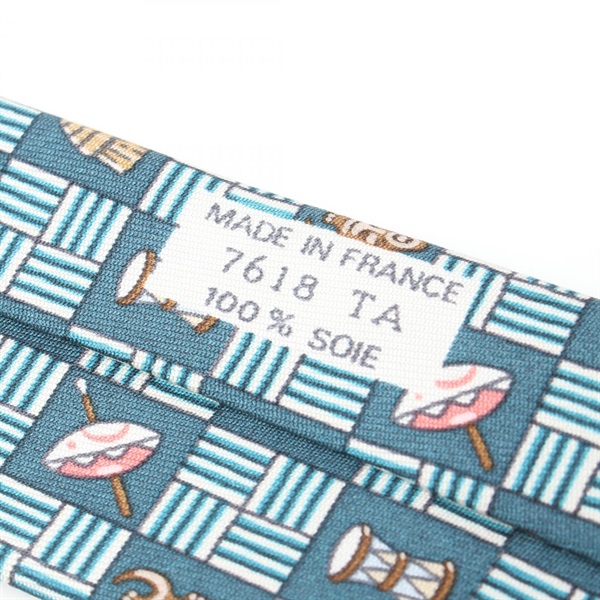 MADE IN FRANCE
7618 TA
100% SOIE